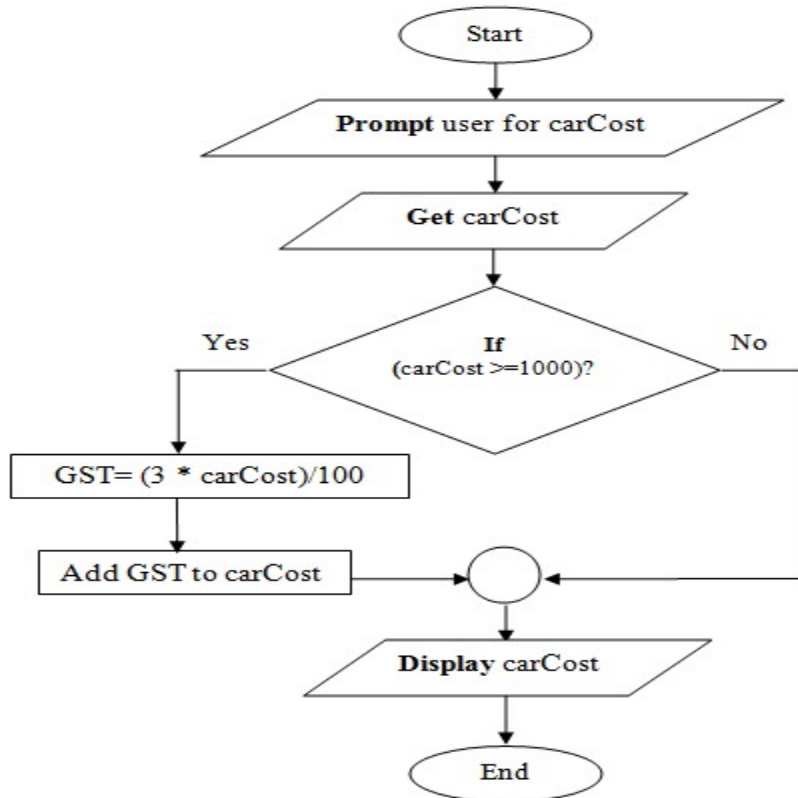 Start
Prompt user for carCost
Get carCost
Yes
If
(carCost >=1000)?
No
GST= (3 * carCost)/100
Add GST to carCost
Display carCost
End